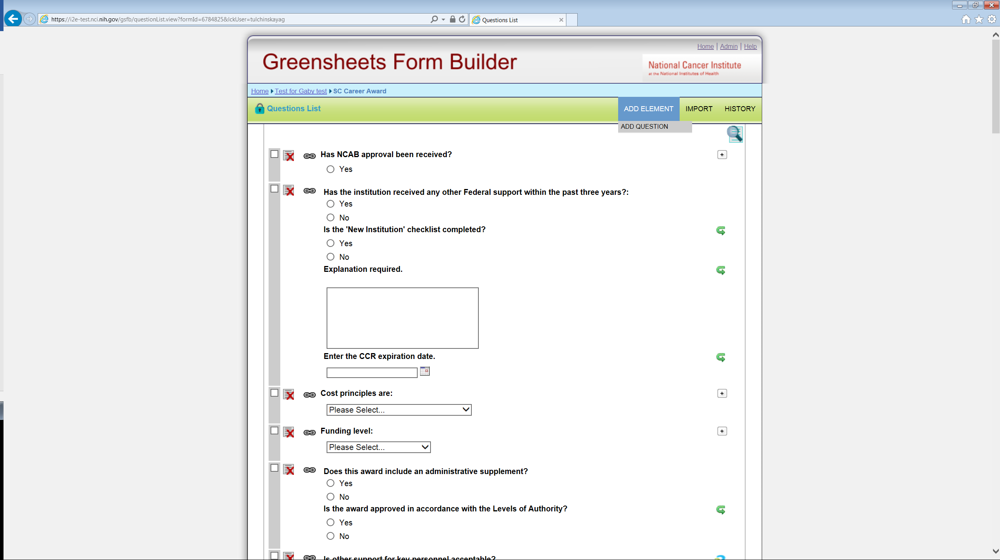 https://i2e-test.nci.nih.gov/gsfb/questionList.view?formId=6784825&lckUser=tulchinskayag
Questions List
Home | Admin | Help
Greensheets Form Builder
National Cancer Institute
at the National Institutes of Health
Home Test for Gaby test SC Career Award
Questions List
ADD ELEMENT IMPORT HISTORY
ADD QUESTION
Has NCAB approval been received?
Yes
Has the institution received any other Federal support within the past three years?:
Yes
No
Is the 'New Institution' checklist completed?
Yes
No
Explanation required.
Enter the CCR expiration date.
Cost principles are:
Please Select...
Funding level:
Please Select...
Does this award include an administrative supplement?
Yes
No
Is the award approved in accordance with the Levels of Authority?
Yes
No
Is other support for key personnel acceptable?